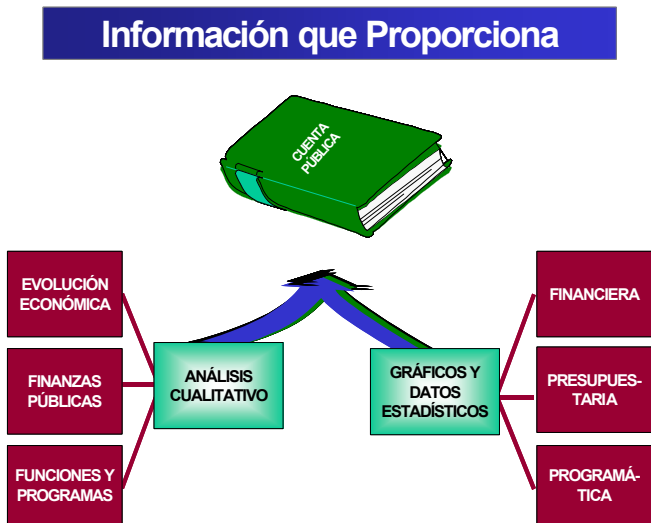 Información que Proporciona
CUENTA
PÚBLICA
EVOLUCIÓN
ECONÓMICA
FINANZAS
PÚBLICAS
FUNCIONES Y
PROGRAMAS
ANÁLISIS
CUALITATIVO
GRÁFICOS Y
DATOS
ESTADÍSTICOS
FINANCIERA
PRESUPUES-
TARIA
PROGRAMÁ-
TICA